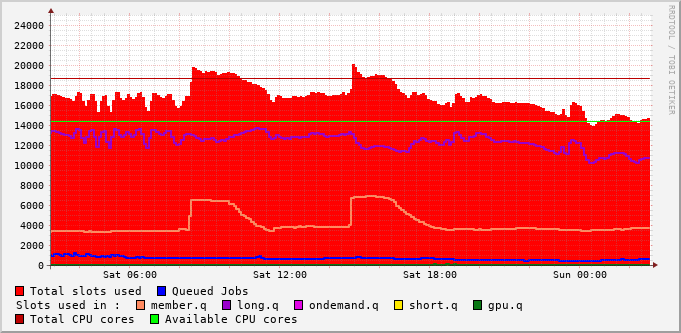 24000
22000
20000
18000
16000
14000
12000
10000
8000
6000
4000
2000
0
Sat 06:00 Sat 12:00 Sat 18:00 Sun 00:00
RRDTOOL / TOBI OETIKER
Total slots used Queued Jobs
Slots used in : member.q long.q ondemand.q short.q gpu.q
Total CPU cores Available CPU cores